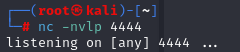 ┌──(root㉿kali)-[~]
└─# nc -nvlp 4444
listening on [any] 4444 ...